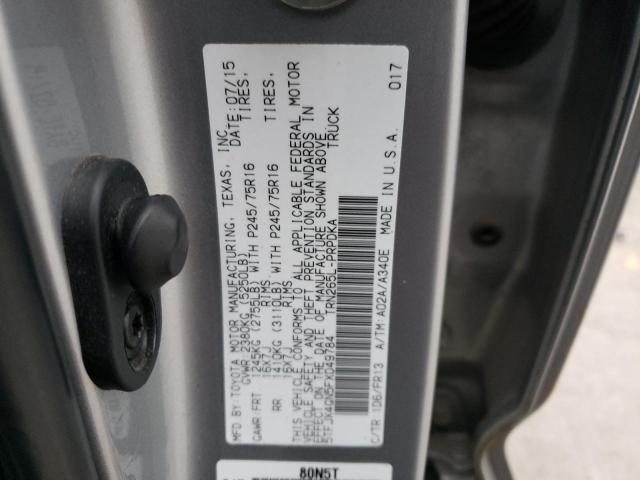 MFD BY: TOYOTA MOTOR MANUFACTURING, TEXAS, INC.
GVWR 2380KG (5250LB) DATE: 07/15
GAWR/FRT 1245KG (2755LB) WITH P245/75R16 TIRES,
16X7J RIMS
RR 1410KG (3110LB) WITH P245/75R16 TIRES,
16X7J RIMS
THIS VEHICLE CONFORMS TO ALL APPLICABLE FEDERAL MOTOR
VEHICLE SAFETY AND THEFT PREVENTION STANDARDS IN
EFFECT ON THE DATE OF MANUFACTURE SHOWN ABOVE.
TRUCK
TRN265L-PRPDKA
C/TR: 1D6/FR13 A/TM: A02A/A340E MADE IN U.S.A. 017
80N5T